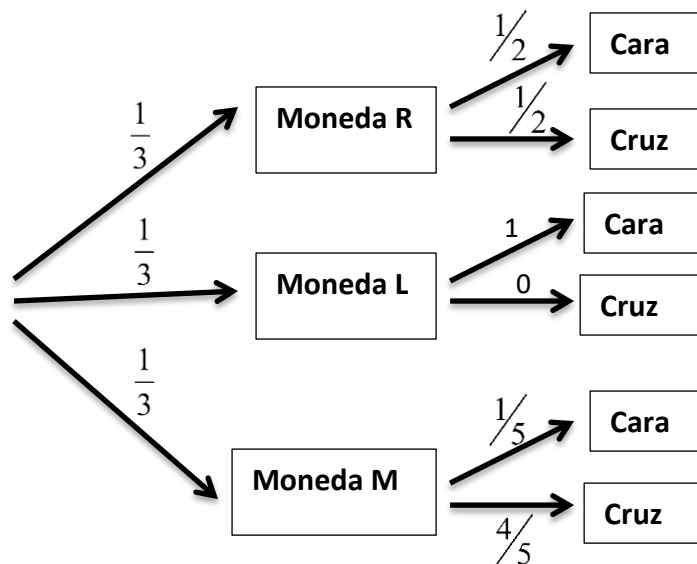 1/2
Cara
1/3
Moneda R
1/2
Cruz
1/3
Moneda L
1
Cara
0
Cruz
1/3
Moneda M
1/5
Cara
4/5
Cruz